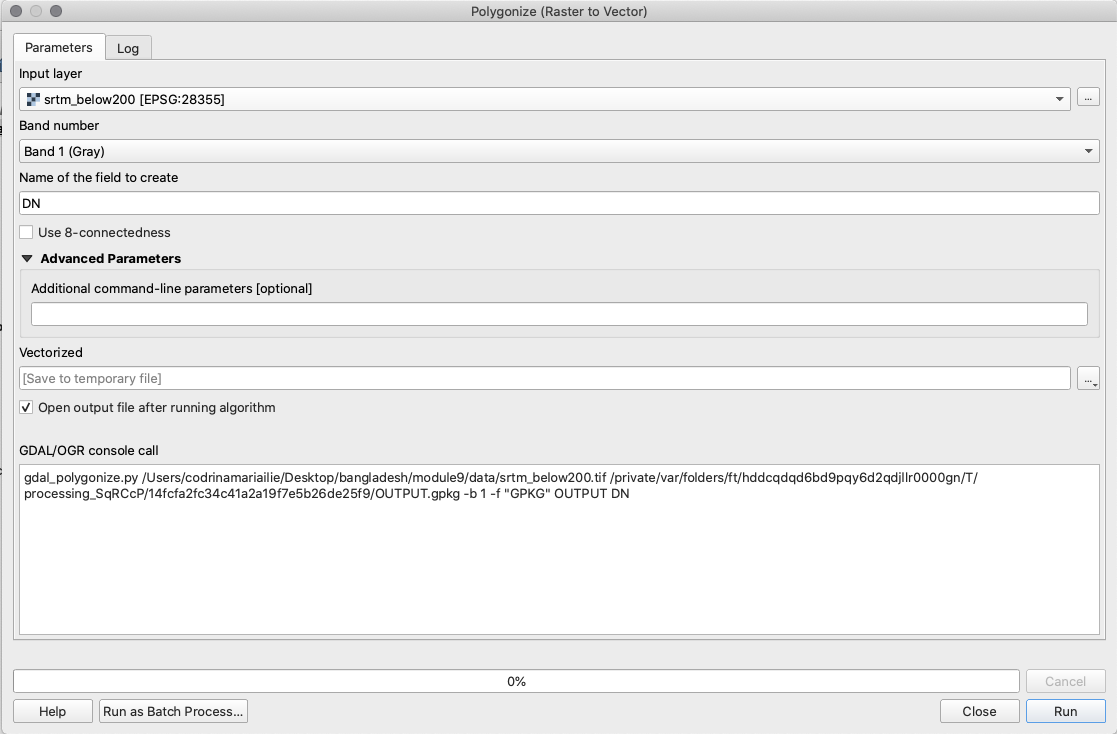 Polygonize (Raster to Vector)
Parameters
Log
Input layer
srtm_below200 [EPSG:28355]
...
Band number
Band 1 (Gray)
Name of the field to create
DN
Use 8-connectedness
Advanced Parameters
Additional command-line parameters [optional]
Vectorized
[Save to temporary file]
...
Open output file after running algorithm
GDAL/OGR console call
gdal_polygonize.py /Users/codrinamariailie/Desktop/bangladesh/module9/data/srtm_below200.tif /private/var/folders/ft/hddcqdqd6bd9pqy6d2qdjllr0000gn/T/
processing_SqRCcP/14fcfa2fc34c41a2a19f7e5b26de25f9/OUTPUT.gpkg -b 1 -f "GPKG" OUTPUT DN
0%
Cancel
Help
Run as Batch Process...
Close
Run